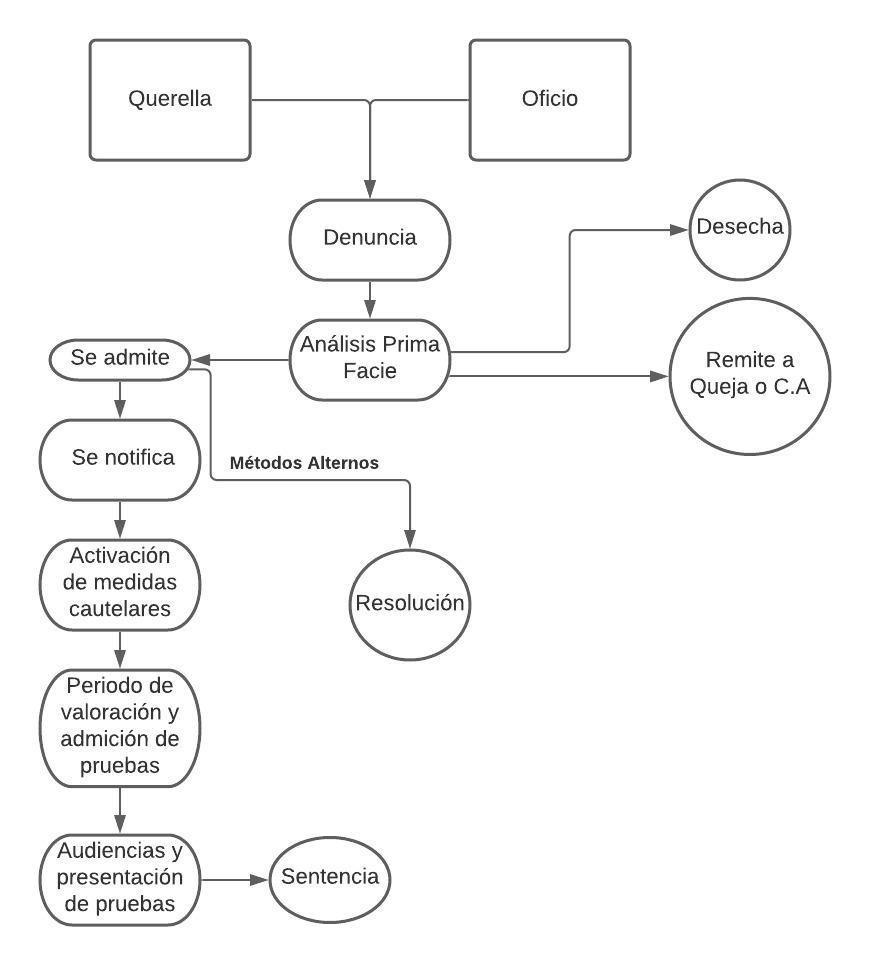 Querella
Oficio
Denuncia
Desecha
Análisis Prima
Facie
Se admite
Remite a
Queja o C.A
Se notifica
Métodos Alternos
Activación
de medidas
cautelares
Resolución
Periodo de
valoración y
admición de
pruebas
Audiencias y
presentación
de pruebas
Sentencia